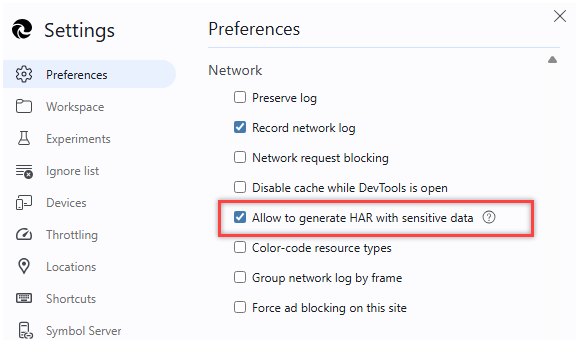 Settings
Preferences
Workspace
Experiments
Ignore list
Devices
Throttling
Locations
Shortcuts
Symbol Server
Preferences
Network
Preserve log
Record network log
Network request blocking
Disable cache while DevTools is open
Allow to generate HAR with sensitive data
Color-code resource types
Group network log by frame
Force ad blocking on this site